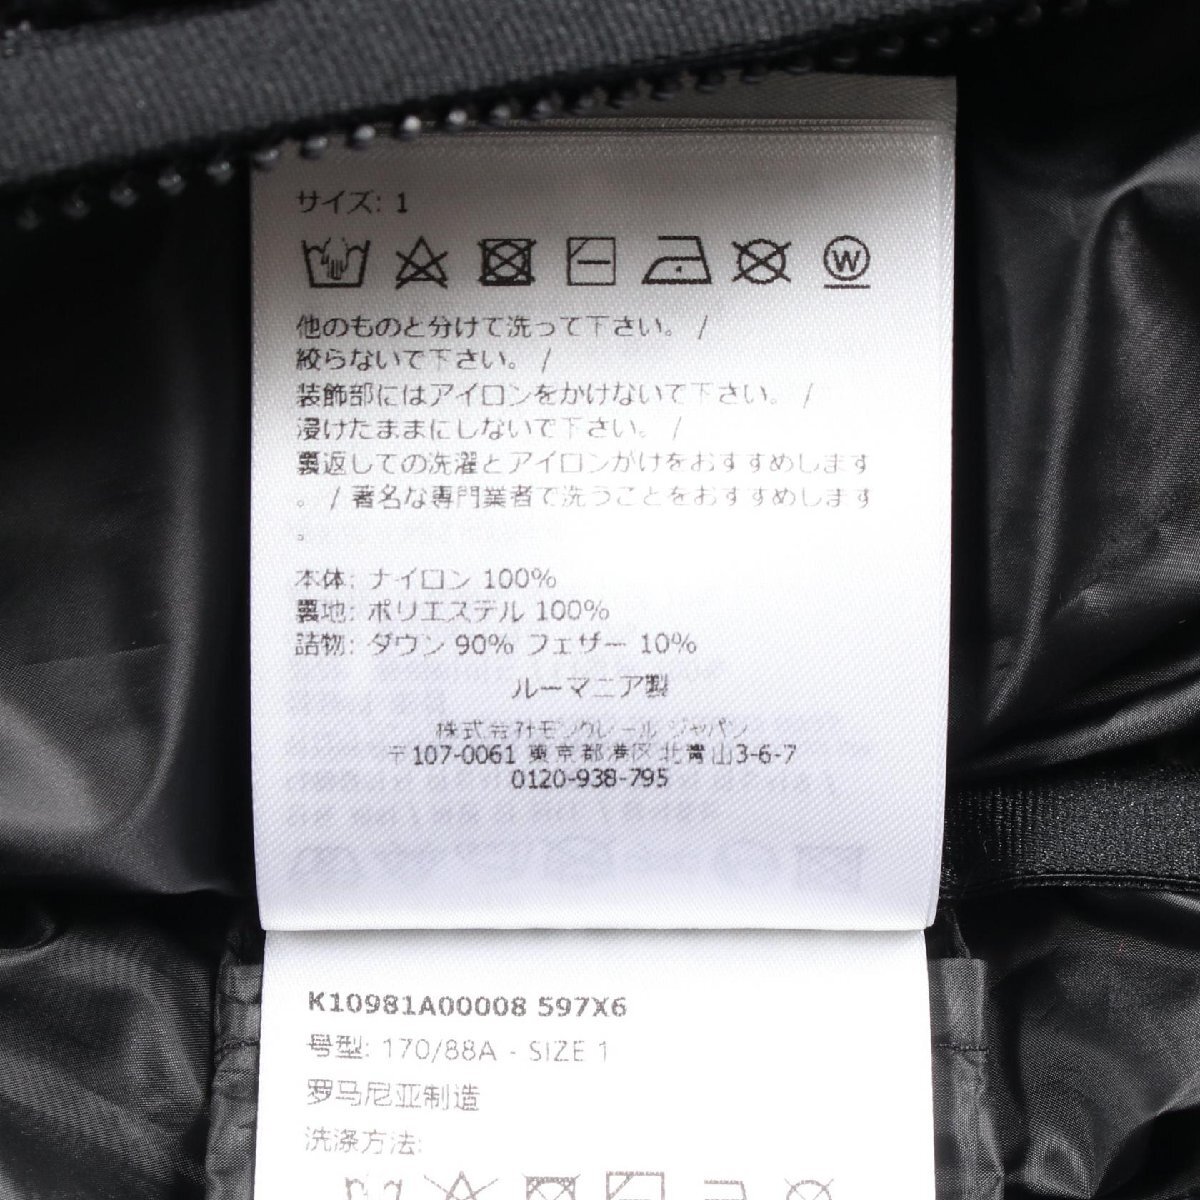 サイズ: 1
W
他のものと分けて洗って下さい。 /
絞らないで下さい。 /
装飾部にはアイロンをかけないて下さい。 /
浸けたままにしないで下さい。 /
裏返しての洗濯とアイロンがけをおすすめします
。 / 著名な専門業者で洗うことをおすすめします
。
本体: ナイロン 100%
裏地: ポリエステル 100%
詰物: ダウン 90% フェザー 10%
ルーマニア製
株式会社モンクレール ジャパン
〒107-0061 東京都港区北青山3-6-7
0120-938-795
K10981A00008 597X6
号型: 170/88A - SIZE 1
罗马尼亚制造
洗涤方法: